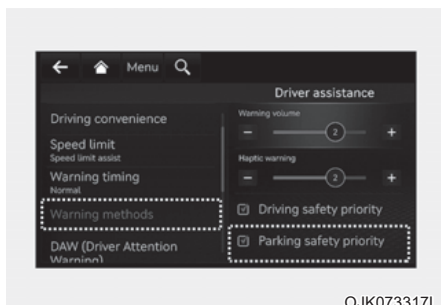 Menu
Driver assistance
Driving convenience
Speed limit
Speed limit assist
Warning timing
Normal
Warning methods
DAW (Driver Attention
Warning)
Warning volume
- 2 +
Haptic warning
- 2 +
Driving safety priority
Parking safety priority
OJK073317L